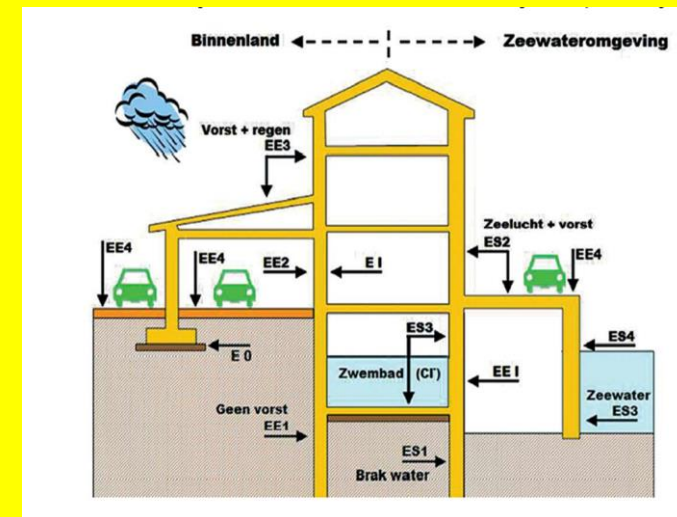 Binnenland
Zeewateromgeving
Vorst + regen
EE3
Zeelucht + vorst
ES2
EE4
EE4
EE4
EE2
E I
E 0
ES3
ES4
Zwembad (Cl⁻)
EE I
Zeewater
ES3
Geen vorst
EE1
ES1
Brak water